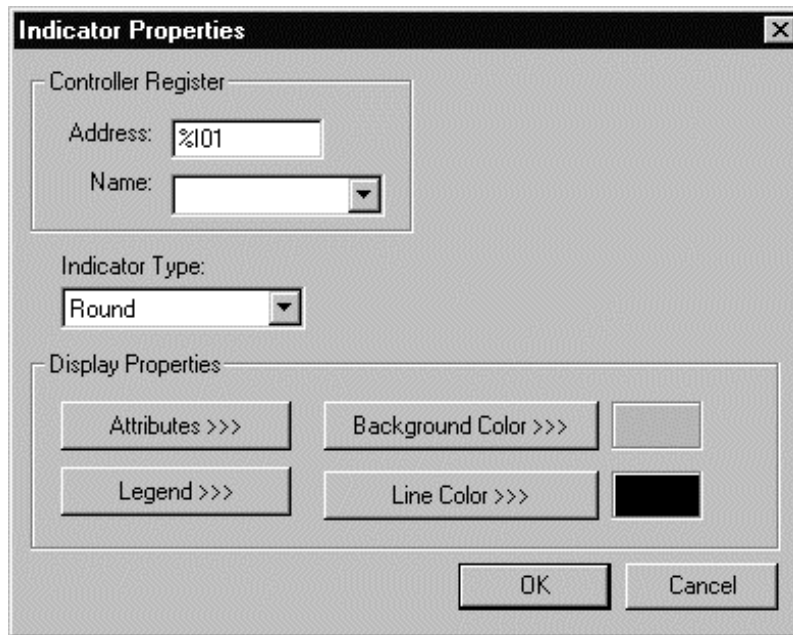 Indicator Properties
Controller Register
Address: %I01
Name:
Indicator Type:
Round
Display Properties
Attributes >>> Background Color >>>
Legend >>> Line Color >>>
OK Cancel